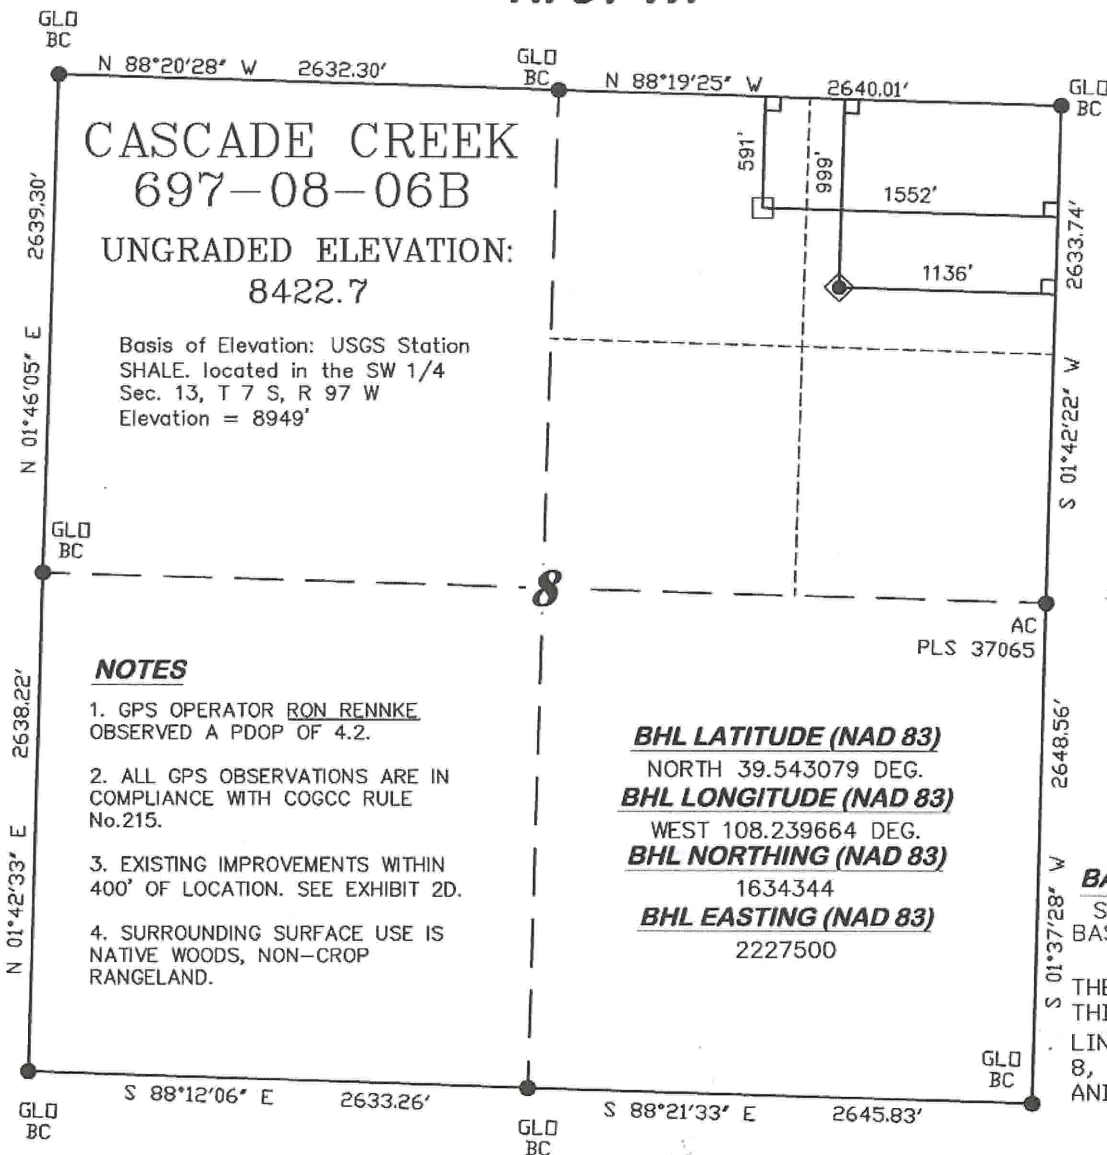 GLO
BC
N 88°20'28" W 2632.30'
GLO
BC
N 88°19'25" W 2640.01'
GLO
BC
CASCADE CREEK
697-08-06B
UNGRADED ELEVATION:
8422.7
Basis of Elevation: USGS Station
SHALE. located in the SW 1/4
Sec. 13, T 7 S, R 97 W
Elevation = 8949'
591'
999'
1552'
1136'
2639.30'
N 01°46'05" E
2633.74'
S 01°42'22" W
GLO
BC
8
AC
PLS 37065
NOTES
1. GPS OPERATOR RON RENNKE
OBSERVED A PDOP OF 4.2.
2. ALL GPS OBSERVATIONS ARE IN
COMPLIANCE WITH COGCC RULE
No.215.
3. EXISTING IMPROVEMENTS WITHIN
400' OF LOCATION. SEE EXHIBIT 2D.
4. SURROUNDING SURFACE USE IS
NATIVE WOODS, NON-CROP
RANGELAND.
BHL LATITUDE (NAD 83)
NORTH 39.543079 DEG.
BHL LONGITUDE (NAD 83)
WEST 108.239664 DEG.
BHL NORTHING (NAD 83)
1634344
BHL EASTING (NAD 83)
2227500
2638.22'
N 01°42'33" E
2648.56'
S 01°37'28" W
BA
S
BAS
THE
THI
LIN
8,
GLO
BC
S 88°12'06" E 2633.26'
GLO
BC
S 88°21'33" E 2645.83'
GLO
BC